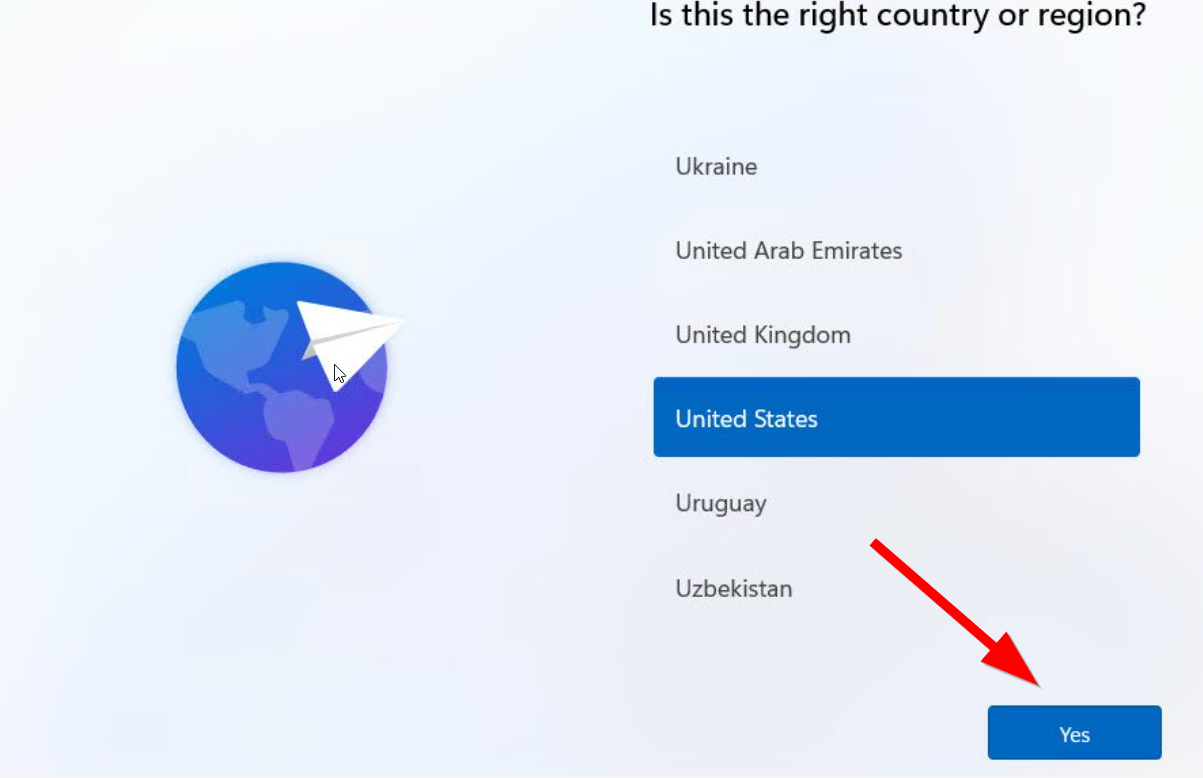 Is this the right country or region?
Ukraine
United Arab Emirates
United Kingdom
United States
Uruguay
Uzbekistan
Yes